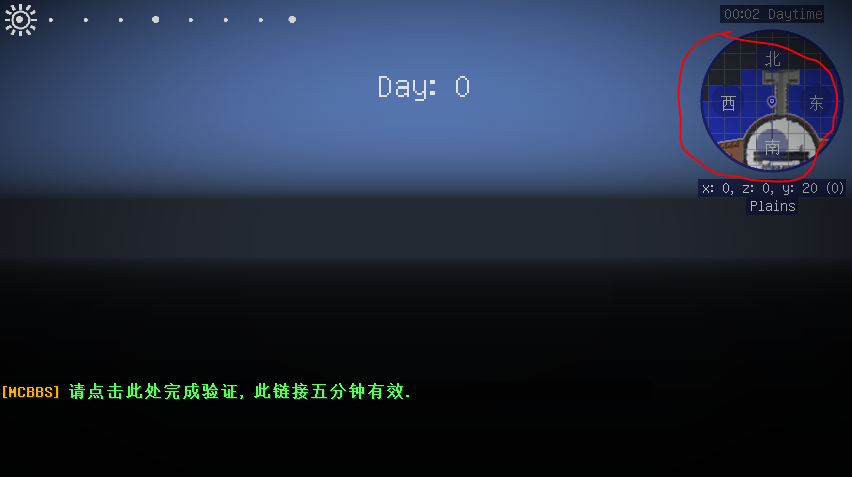 00:02 Daytime
Day: 0
北
西
东
南
x: 0, z: 0, y: 20 (0)
Plains
[MCBBS] 请点击此处完成验证, 此链接五分钟有效.